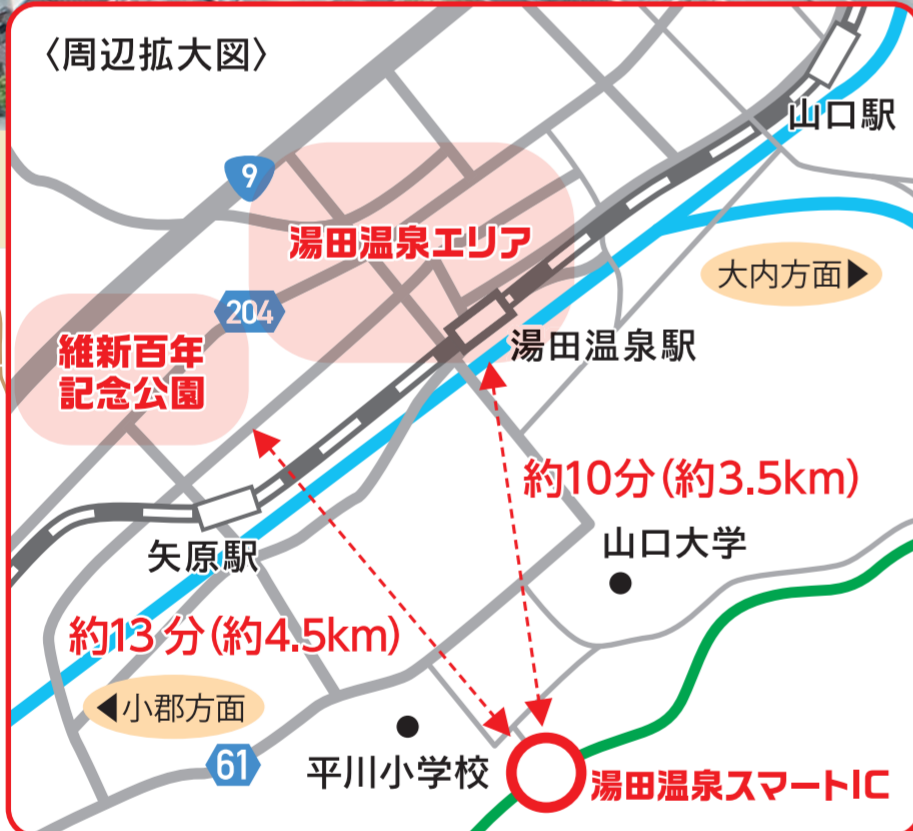 〈周辺拡大図〉
山口駅
9
湯田温泉エリア
大内方面▶
204
維新百年
記念公園
湯田温泉駅
約10分(約3.5km)
矢原駅
山口大学
約13分(約4.5km)
◀小郡方面
61
平川小学校
湯田温泉スマートIC